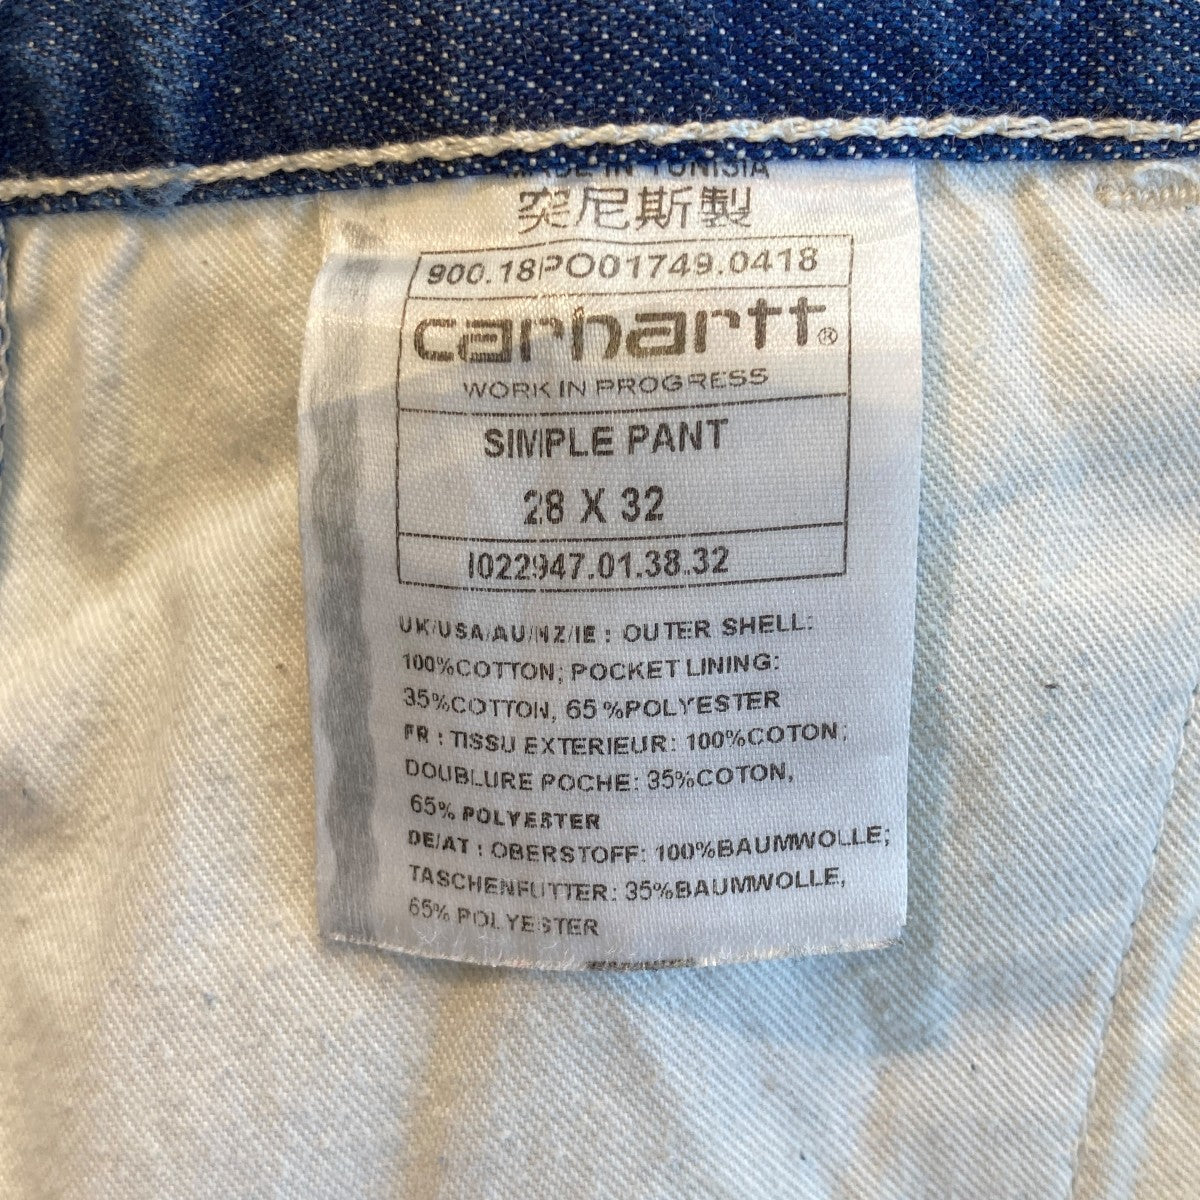 MADE IN TUNISIA
突尼斯製
900.18PO01749.0418
carhartt®
WORK IN PROGRESS
SIMPLE PANT
28 X 32
I022947.01.38.32
UK/USA/AU/NZ/IE : OUTER SHELL:
100%COTTON; POCKET LINING:
35%COTTON, 65 %POLYESTER
FR : TISSU EXTERIEUR: 100%COTON;
DOUBLURE POCHE: 35%COTON,
65% POLYESTER
DE/AT : OBERSTOFF: 100%BAUMWOLLE;
TASCHENFUTTER: 35%BAUMWOLLE,
65% POLYESTER